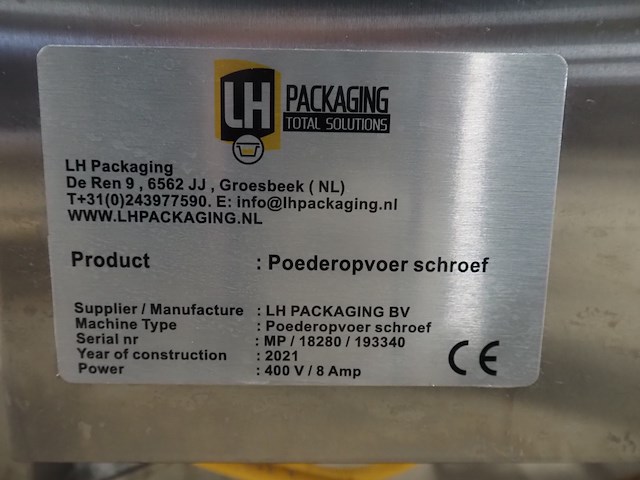 LH PACKAGING
TOTAL SOLUTIONS
LH Packaging
De Ren 9 , 6562 JJ , Groesbeek ( NL)
T+31(0)243977590. E: info@lhpackaging.nl
WWW.LHPACKAGING.NL
Product : Poederopvoer schroef
Supplier / Manufacture : LH PACKAGING BV
Machine Type : Poederopvoer schroef
Serial nr : MP / 18280 / 193340
Year of construction : 2021
Power : 400 V / 8 Amp
CE